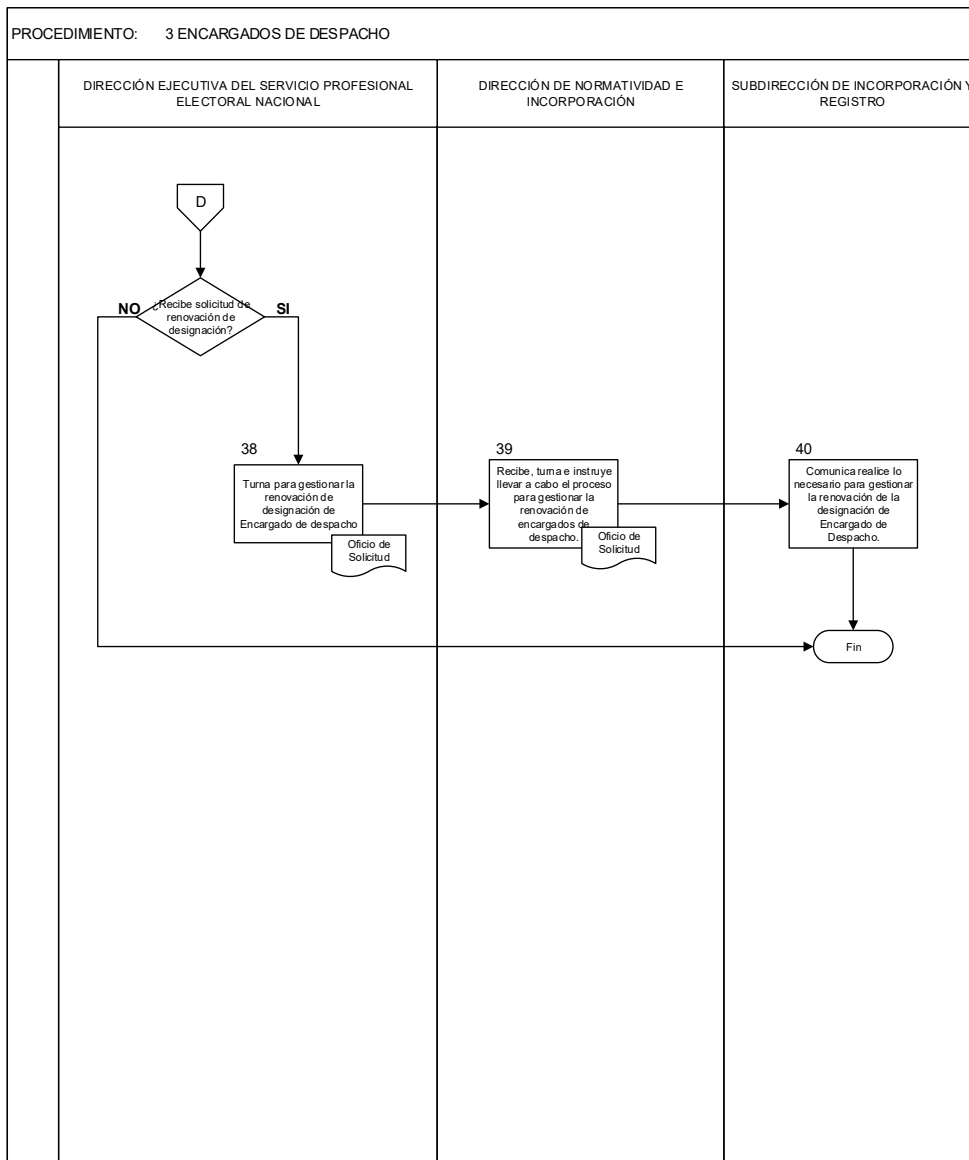 PROCEDIMIENTO: 3 ENCARGADOS DE DESPACHO
DIRECCIÓN EJECUTIVA DEL SERVICIO PROFESIONAL
ELECTORAL NACIONAL
DIRECCIÓN DE NORMATIVIDAD E
INCORPORACIÓN
SUBDIRECCIÓN DE INCORPORACIÓN Y
REGISTRO
D
NO
¿Recibe solicitud de
renovación de
designación?
SI
38
Turna para gestionar la
renovación de
designación de
Encargado de despacho
Oficio de
Solicitud
39
Recibe, turna e instruye
llevar a cabo el proceso
para gestionar la
renovación de
encargados de
despacho.
Oficio de
Solicitud
40
Comunica realice lo
necesario para gestionar
la renovación de la
designación de
Encargado de
Despacho.
Fin